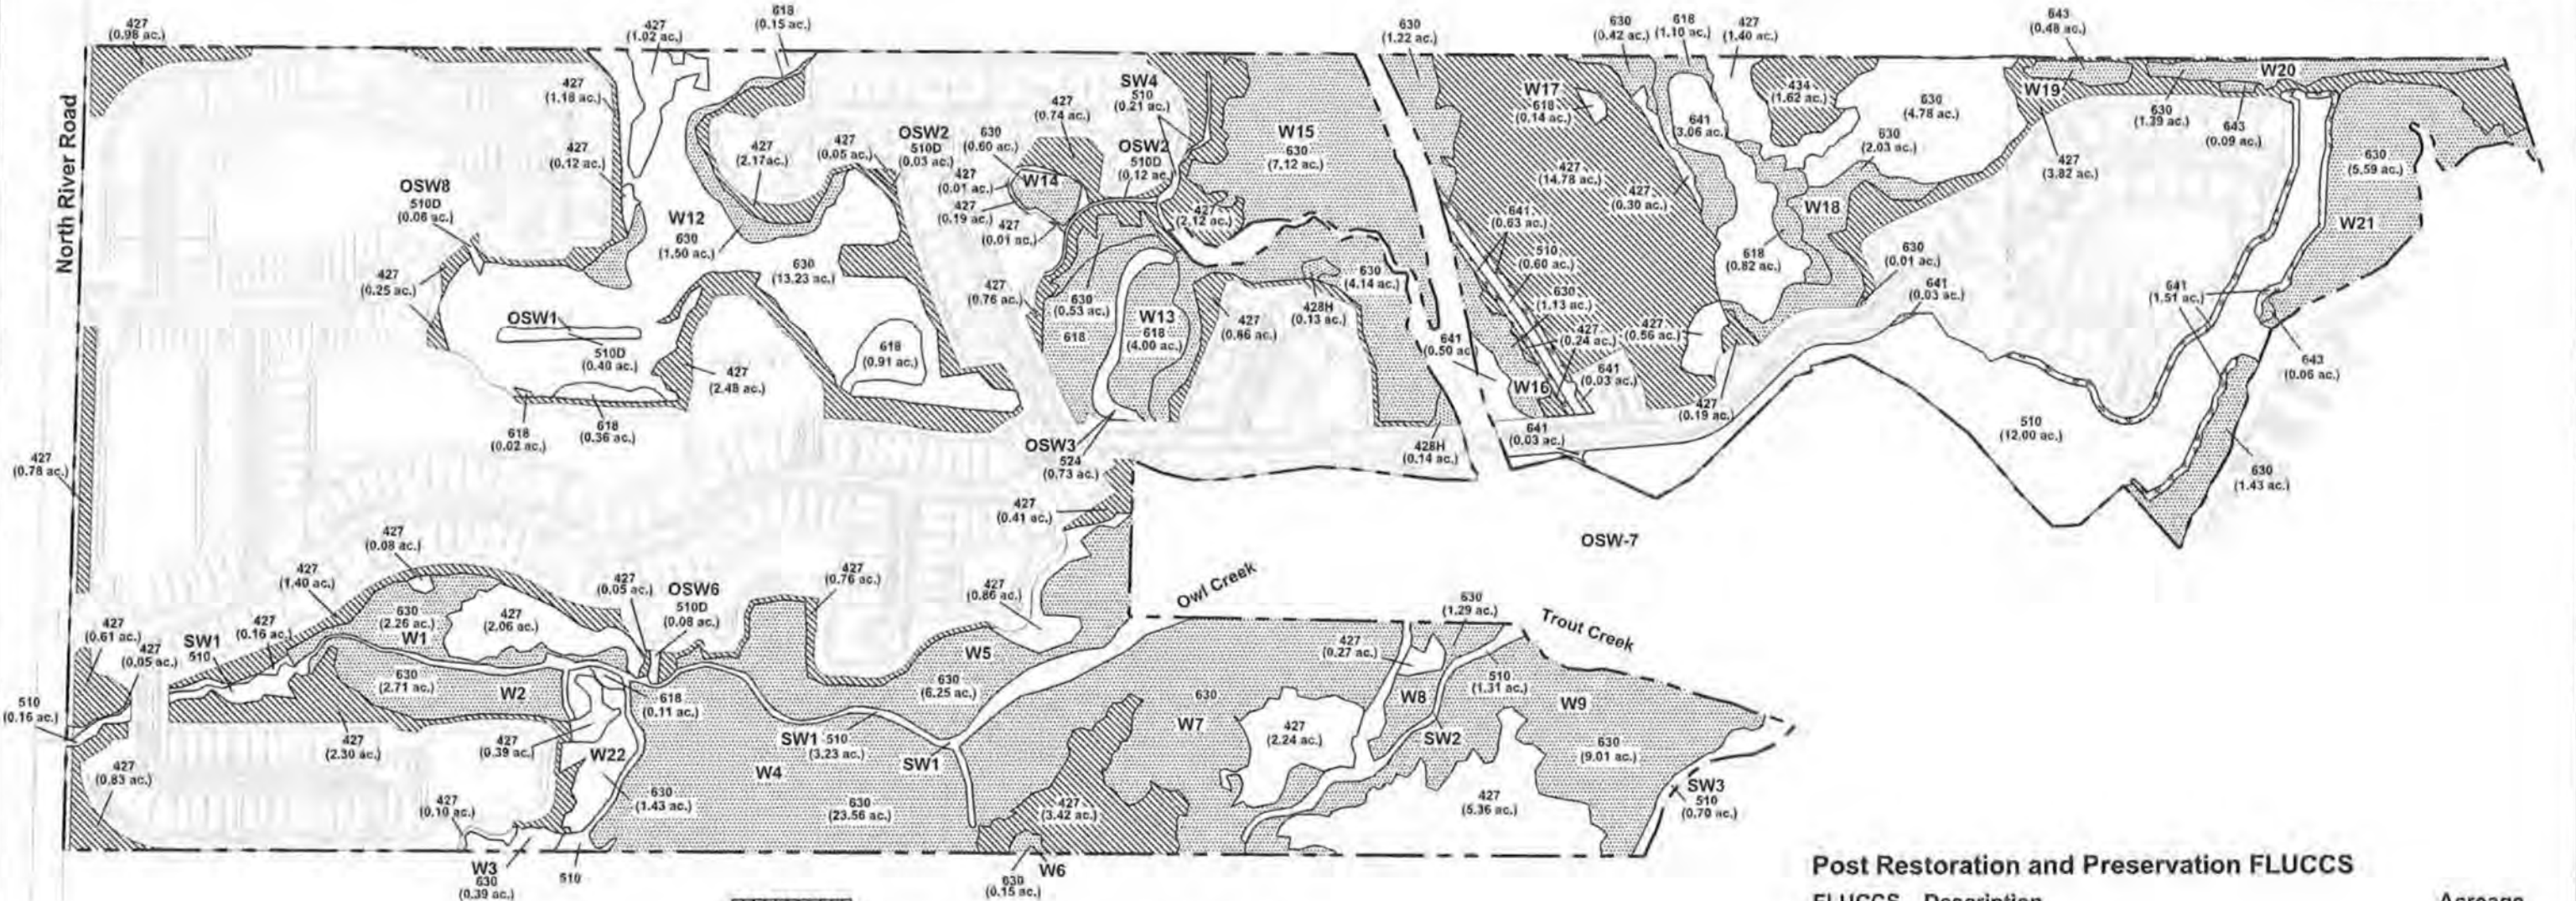 427
(0.98 ac.)
427
(1.02 ac.)
618
(0.15 ac.)
630
(1.22 ac.)
630
(0.42 ac.)
618
(1.10 ac.)
427
(1.40 ac.)
643
(0.48 ac.)
North River Road
427
(1.18 ac.)
427
(0.12 ac.)
OSW8
510D
(0.06 ac.)
427
(0.25 ac.)
W12
630
(1.50 ac.)
427
(2.17ac.)
427
(0.05 ac.)
OSW2
510D
(0.03 ac.)
630
(0.60 ac.)
427
(0.74 ac.)
SW4
510
(0.21 ac.)
OSW2
510D
(0.12 ac.)
W14
427
(0.01 ac.)
427
(0.19 ac.)
427
(0.01 ac.)
427
(2.12 ac.)
W15
630
(7.12 ac.)
W17
618
(0.14 ac.)
427
(14.78 ac.)
427
(0.30 ac.)
641
(3.06 ac.)
434
(1.62 ac.)
630
(4.78 ac.)
630
(2.03 ac.)
W18
618
(0.82 ac.)
W19
427
(3.82 ac.)
630
(1.39 ac.)
643
(0.09 ac.)
W20
630
(5.59 ac.)
W21
OSW1
510D
(0.40 ac.)
630
(13.23 ac.)
618
(0.91 ac.)
427
(2.48 ac.)
618
(0.02 ac.)
618
(0.36 ac.)
427
(0.76 ac.)
630
(0.53 ac.)
618
W13
618
(4.00 ac.)
427
(0.86 ac.)
428H
(0.13 ac.)
630
(4.14 ac.)
641
(0.63 ac.)
510
(0.60 ac.)
630
(1.13 ac.)
427
(0.24 ac.)
427
(0.56 ac.)
641
(0.50 ac.)
W16
641
(0.03 ac.)
427
(0.19 ac.)
630
(0.01 ac.)
641
(0.03 ac.)
641
(1.51 ac.)
643
(0.06 ac.)
510
(12.00 ac.)
630
(1.43 ac.)
OSW3
524
(0.73 ac.)
428H
(0.14 ac.)
641
(0.03 ac.)
427
(0.78 ac.)
427
(0.41 ac.)
OSW-7
Owl Creek
Trout Creek
427
(0.08 ac.)
427
(1.40 ac.)
427
(0.61 ac.)
427
(0.05 ac.)
SW1
510
427
(0.16 ac.)
630
(2.26 ac.)
W1
427
(2.06 ac.)
427
(0.05 ac.)
OSW6
510D
(0.08 ac.)
427
(0.76 ac.)
427
(0.86 ac.)
W5
630
(6.25 ac.)
630
(2.71 ac.)
W2
618
(0.11 ac.)
510
(0.16 ac.)
427
(2.30 ac.)
427
(0.39 ac.)
W22
630
(1.43 ac.)
SW1
510
(3.23 ac.)
W4
SW1
630
(23.56 ac.)
427
(0.83 ac.)
427
(0.10 ac.)
W3
630
(0.39 ac.)
510
427
(3.42 ac.)
W6
630
(0.15 ac.)
630
W7
427
(2.24 ac.)
427
(0.27 ac.)
630
(1.29 ac.)
W8
510
(1.31 ac.)
SW2
W9
630
(9.01 ac.)
427
(5.36 ac.)
SW3
510
(0.70 ac.)
Post Restoration and Preservation FLUCCS
FLUCCS Description Acreage